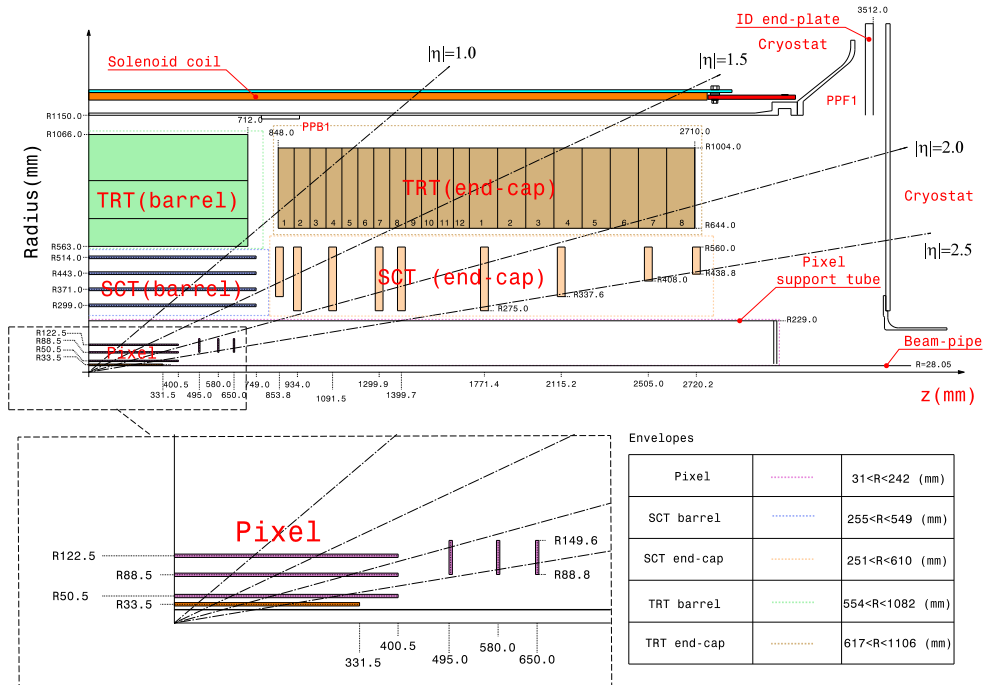 3512.0
ID end-plate
Cryostat
|η|=1.0
|η|=1.5
Solenoid coil
PPF1
R1150.0
712.0
PPB1
R1066.0
848.0
2710.0
R1004.0
|η|=2.0
TRT(barrel)
TRT(end-cap)
Radius(mm)
Cryostat
1 2 3 4 5 6 7 8 9 10 11 12 1 2 3 4 5 6 7 8
R644.0
R563.0
R560.0
|η|=2.5
R514.0
R443.0
R438.8
Pixel
support tube
SCT(barrel)
SCT (end-cap)
R408.0
R371.0
R337.6
R299.0
R275.0
R229.0
R122.5
R88.5
R50.5
R33.5
Pixel
Beam-pipe
R=28.05
400.5 580.0 749.0 934.0 1299.9 1771.4 2115.2 2505.0 2720.2
331.5 495.0 650.0 853.8 1091.5 1399.7
z(mm)
Envelopes
Pixel 31<R<242 (mm)
SCT barrel 255<R<549 (mm)
SCT end-cap 251<R<610 (mm)
TRT barrel 554<R<1082 (mm)
TRT end-cap 617<R<1106 (mm)
Pixel
R122.5
R149.6
R88.5
R88.8
R50.5
R33.5
400.5
580.0
331.5
495.0
650.0